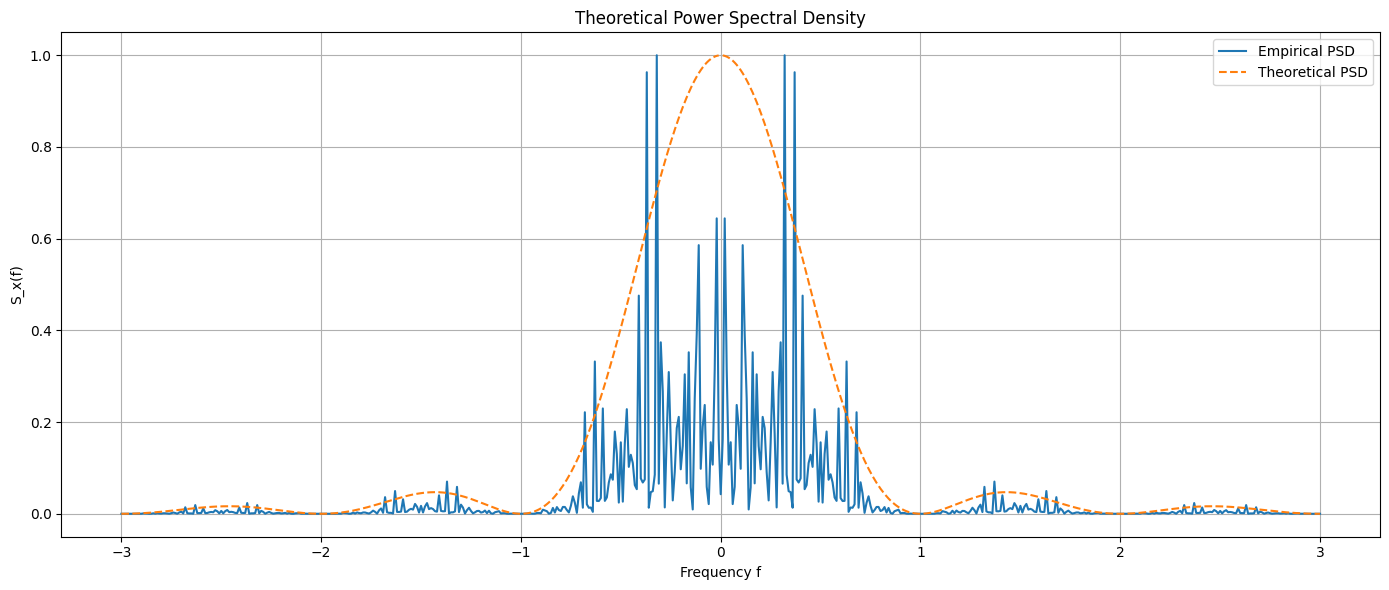 Theoretical Power Spectral Density
Empirical PSD
Theoretical PSD
S_x(f)
1.0
0.8
0.6
0.4
0.2
0.0
−3 −2 −1 0 1 2 3
Frequency f